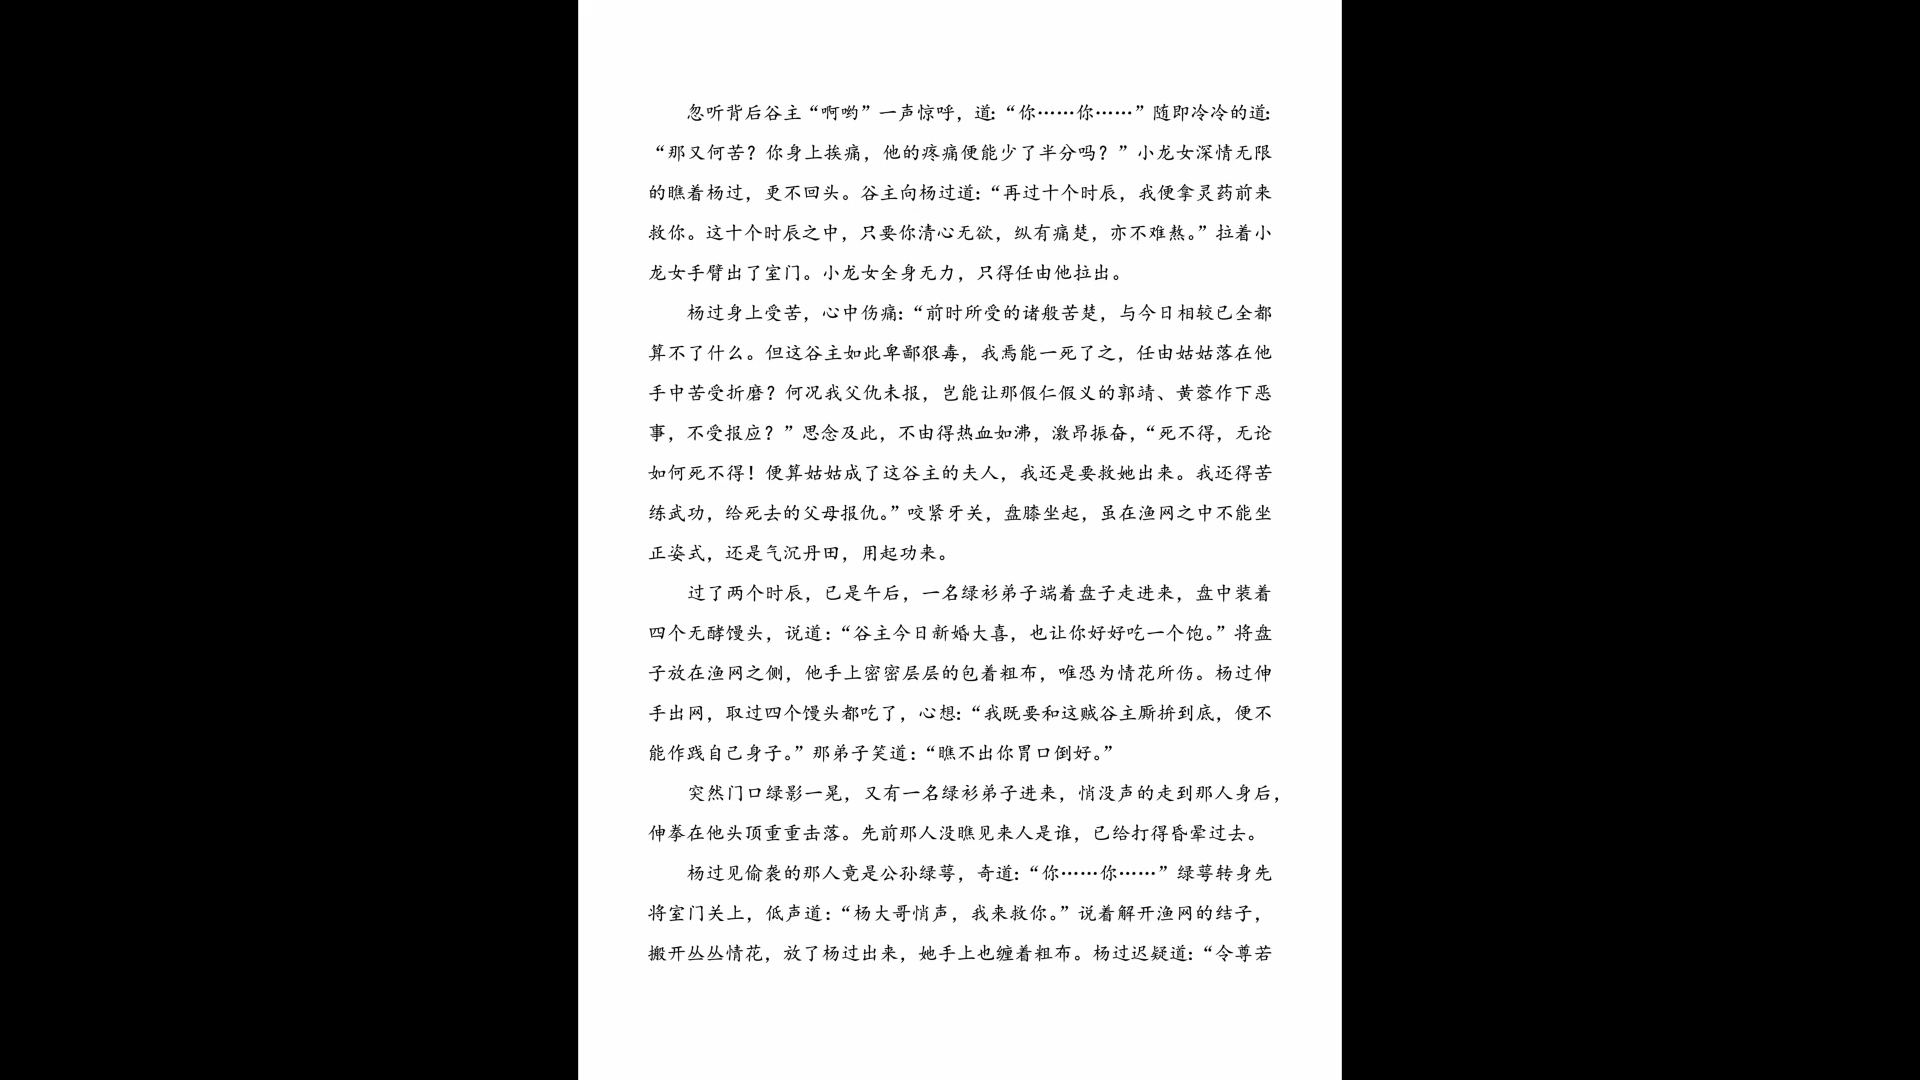 忽听背后谷主“啊哟”一声惊呼，道：“你……你……”随即冷冷的道：
“那又何苦？你身上挨痛，他的疼痛便能少了半分吗？”小龙女深情无限
的瞧着杨过，更不回头。谷主向杨过道：“再过十个时辰，我便拿灵药前来
救你。这十个时辰之中，只要你清心无欲，纵有痛楚，亦不难熬。”拉着小
龙女手臂出了室门。小龙女全身无力，只得任由他拉出。
杨过身上受苦，心中伤痛：“前时所受的诸般苦楚，与今日相较已全都
算不了什么。但这谷主如此卑鄙狠毒，我焉能一死了之，任由姑姑落在他
手中苦受折磨？何况我父仇未报，岂能让那假仁假义的郭靖、黄蓉作下恶
事，不受报应？”思念及此，不由得热血如沸，激昂振奋，“死不得，无论
如何死不得！便算姑姑成了这谷主的夫人，我还是要救她出来。我还得苦
练武功，给死去的父母报仇。”咬紧牙关，盘膝坐起，虽在渔网之中不能坐
正姿式，还是气沉丹田，用起功来。
过了两个时辰，已是午后，一名绿衫弟子端着盘子走进来，盘中装着
四个无酵馒头，说道：“谷主今日新婚大喜，也让你好好吃一个饱。”将盘
子放在渔网之侧，他手上密密层层的包着粗布，唯恐为情花所伤。杨过伸
手出网，取过四个馒头都吃了，心想：“我既要和这贼谷主厮拚到底，便不
能作践自己身子。”那弟子笑道：“瞧不出你胃口倒好。”
突然门口绿影一晃，又有一名绿衫弟子进来，悄没声的走到那人身后，
伸拳在他头顶重重击落。先前那人没瞧见来人是谁，已给打得昏晕过去。
杨过见偷袭的那人竟是公孙绿萼，奇道：“你……你……”绿萼转身先
将室门关上，低声道：“杨大哥悄声，我来救你。”说着解开渔网的结子，
搬开丛丛情花，放了杨过出来，她手上也缠着粗布。杨过迟疑道：“令尊若